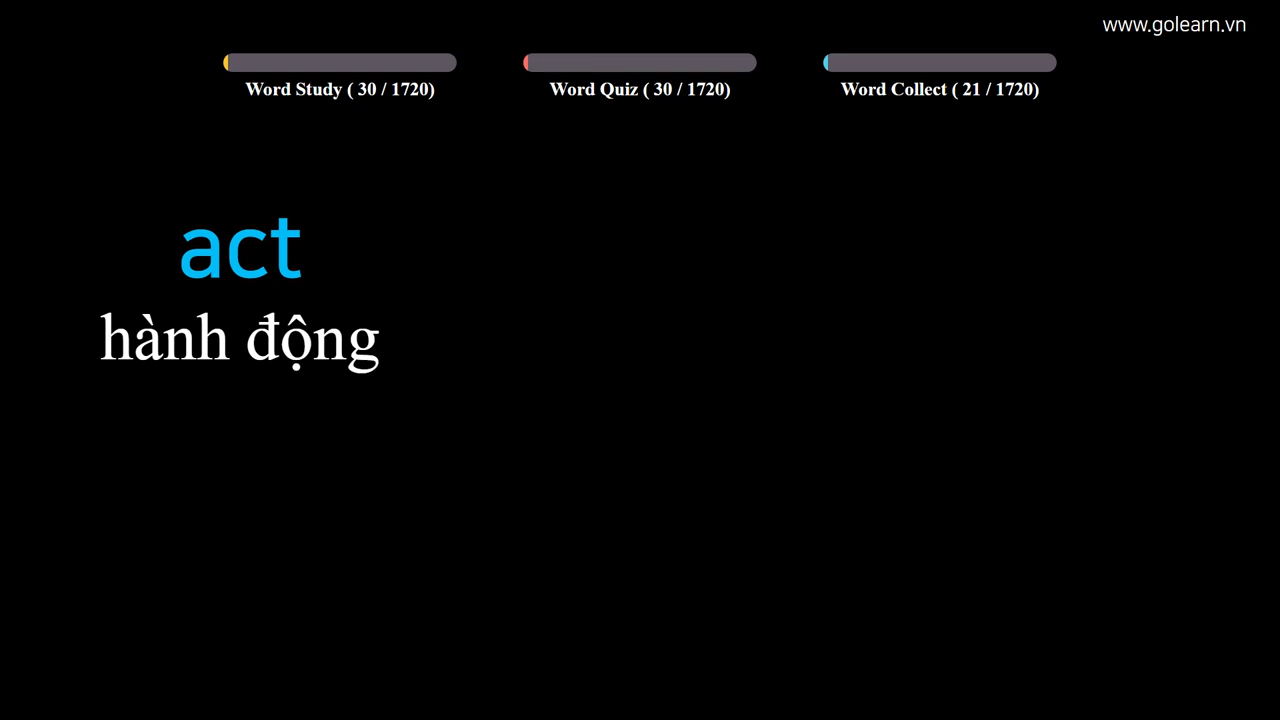 www.golearn.vn
Word Study ( 30 / 1720)
Word Quiz ( 30 / 1720)
Word Collect ( 21 / 1720)
act
hành động